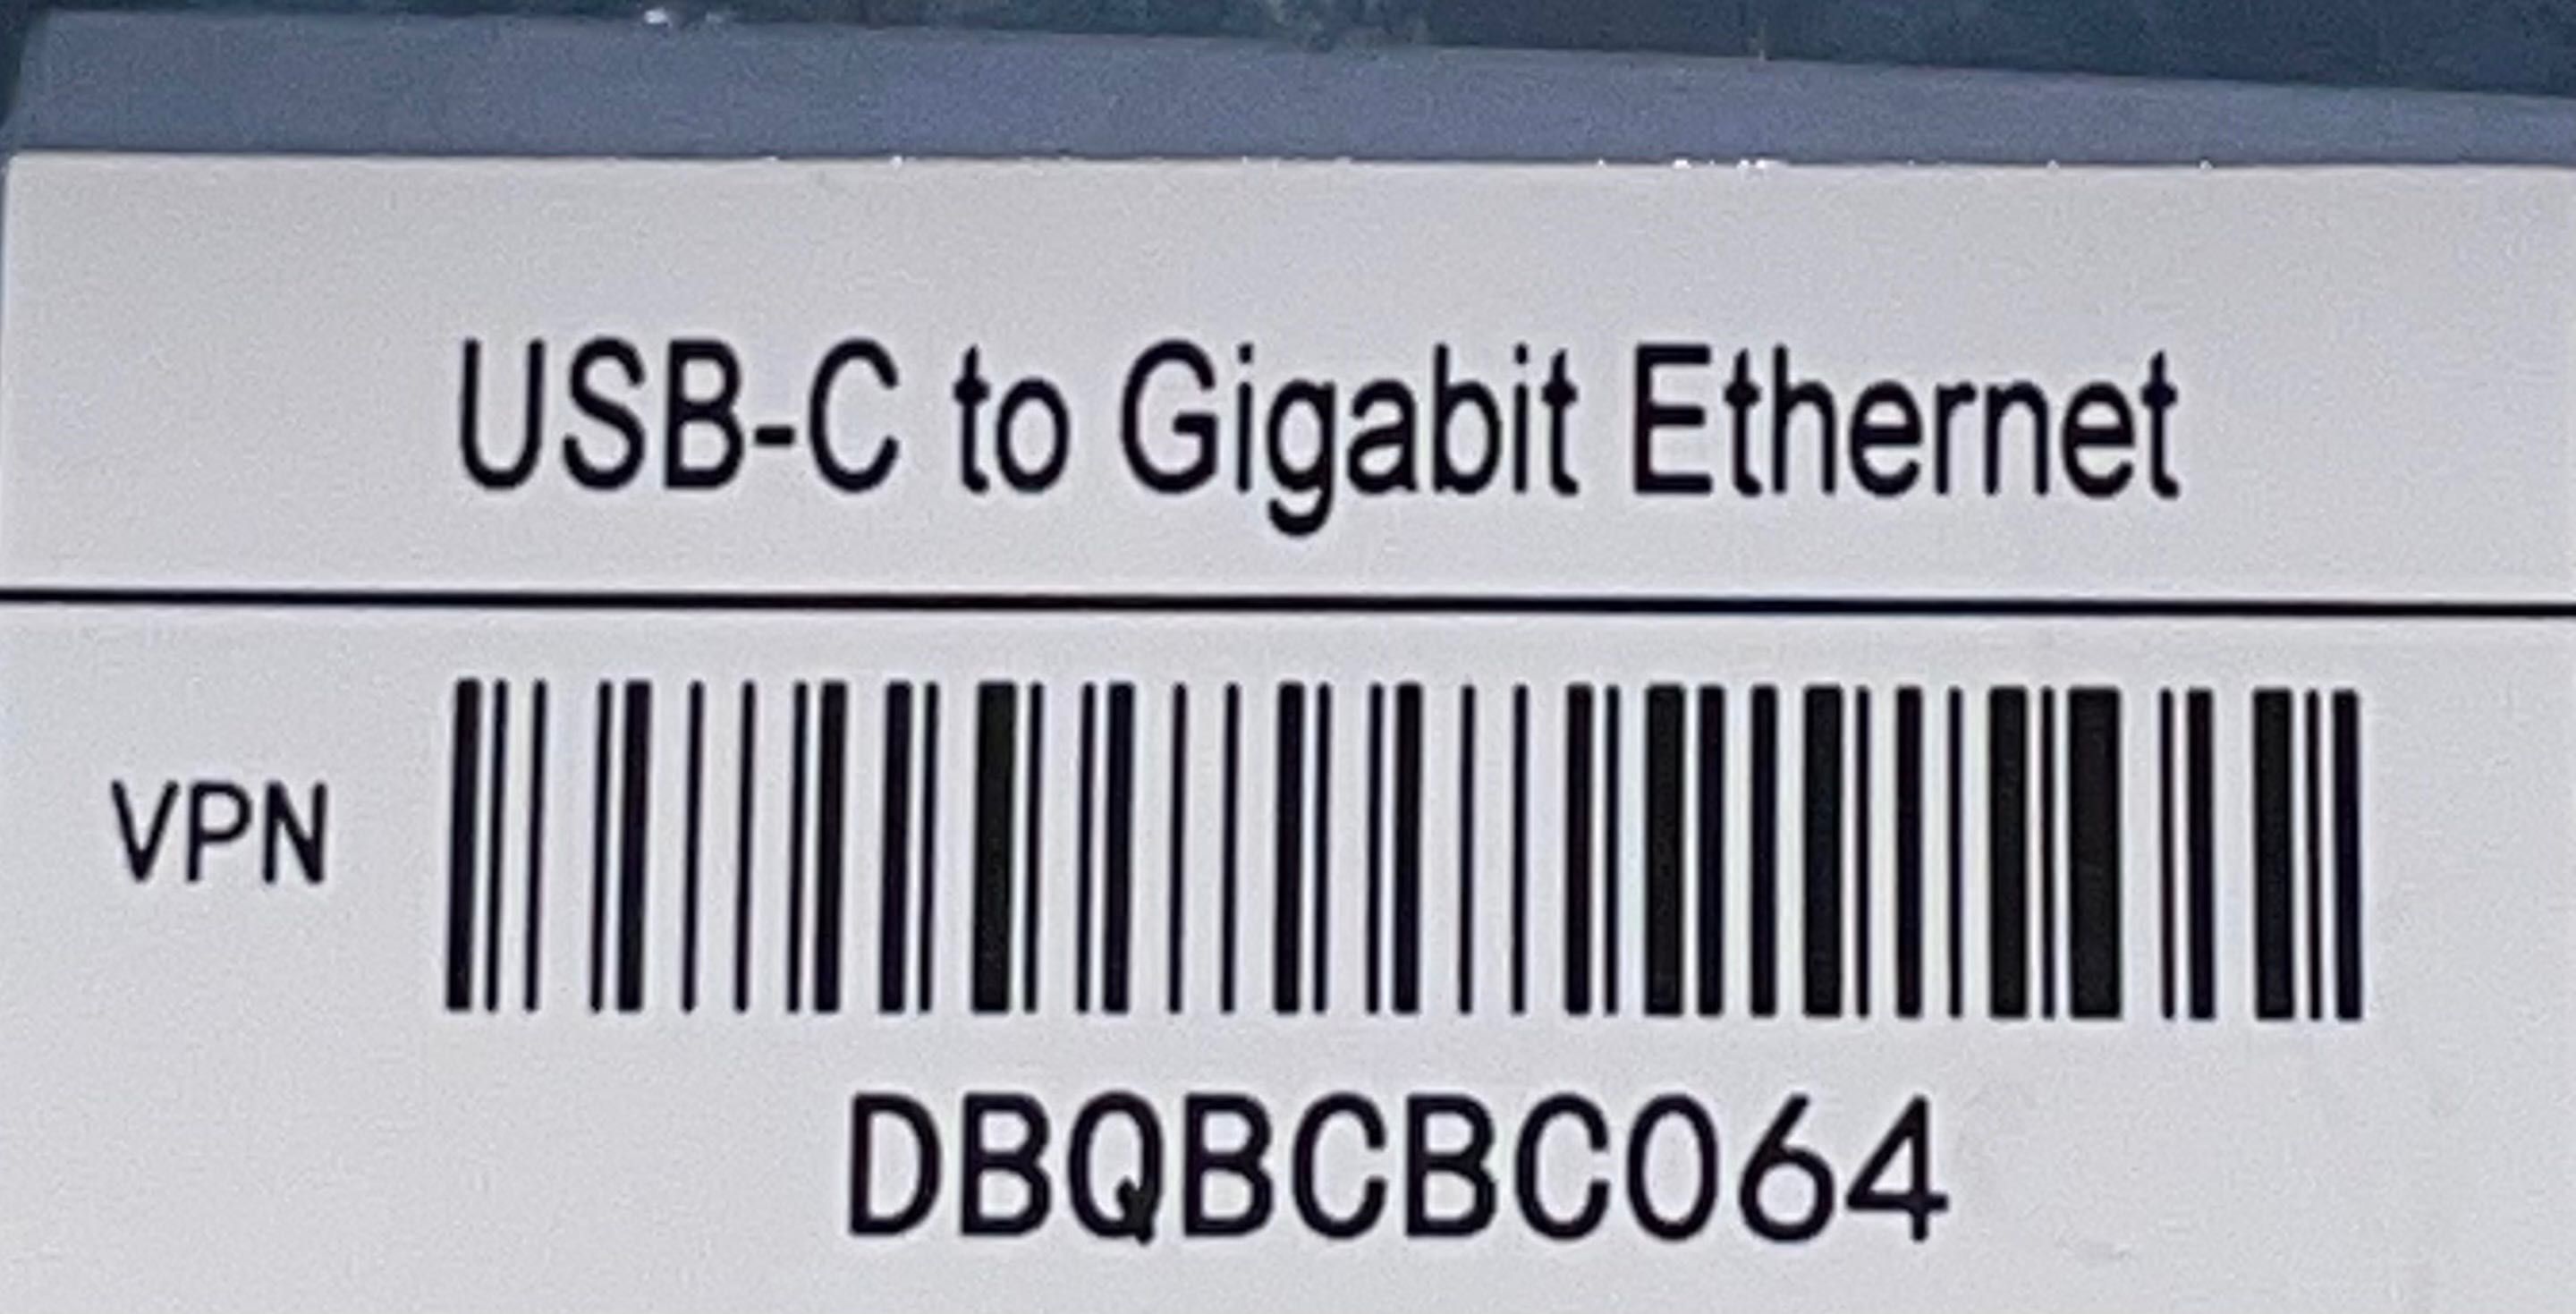 USB-C to Gigabit Ethernet
VPN
DBQBCBC064